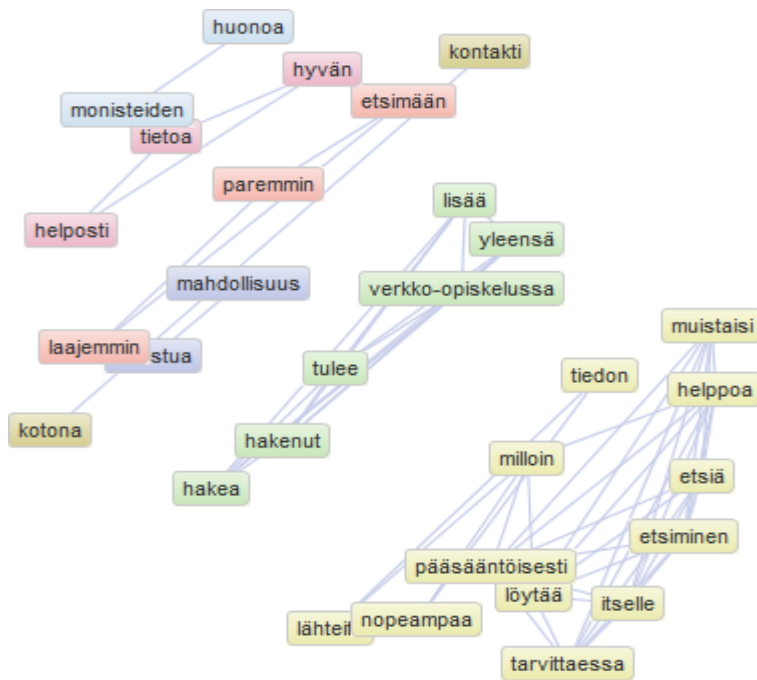 huonoa
kontakti
hyvän
etsimään
monisteiden
tietoa
paremmin
lisää
helposti
yleensä
mahdollisuus
verkko-opiskelussa
muistaisi
laajemmin
tulee
tiedon
helppoa
kotona
hakenut
milloin
etsiä
hakea
etsiminen
pääsääntöisesti
löytää
itselle
nopeampaa
tarvittaessa